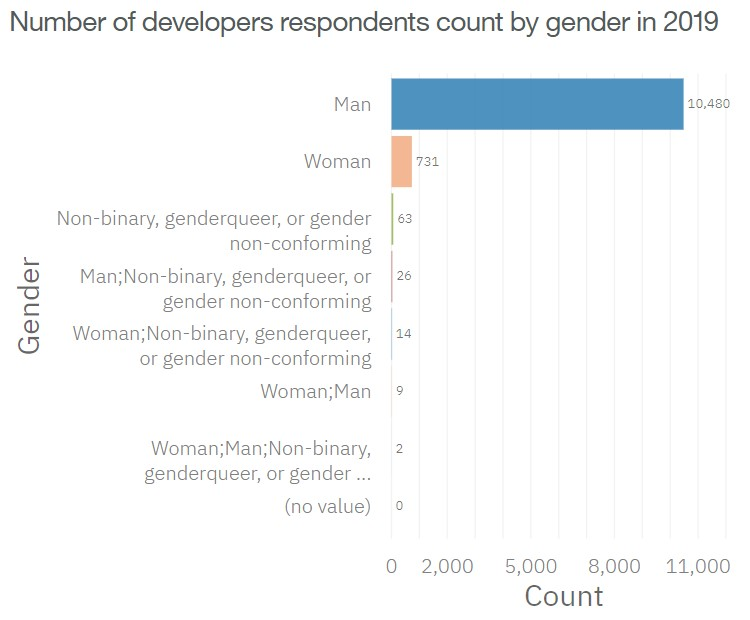 Number of developers respondents count by gender in 2019
Man
10,480
Woman
731
Non-binary, genderqueer, or gender
non-conforming
63
Man;Non-binary, genderqueer, or
gender non-conforming
26
Woman;Non-binary, genderqueer,
or gender non-conforming
14
Woman;Man
9
Woman;Man;Non-binary,
genderqueer, or gender ...
2
(no value)
0
Gender
0 2,000 5,000 8,000 11,000
Count